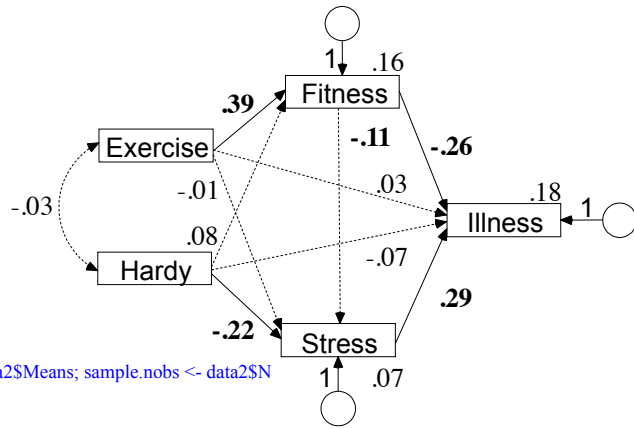 1
.16
Fitness
.39
-.11
-.26
Exercise
-.01
.03
.18
-.03
1
Illness
.08
-.07
Hardy
.29
-.22
Stress
a2$Means; sample.nobs <- data2$N
1
.07